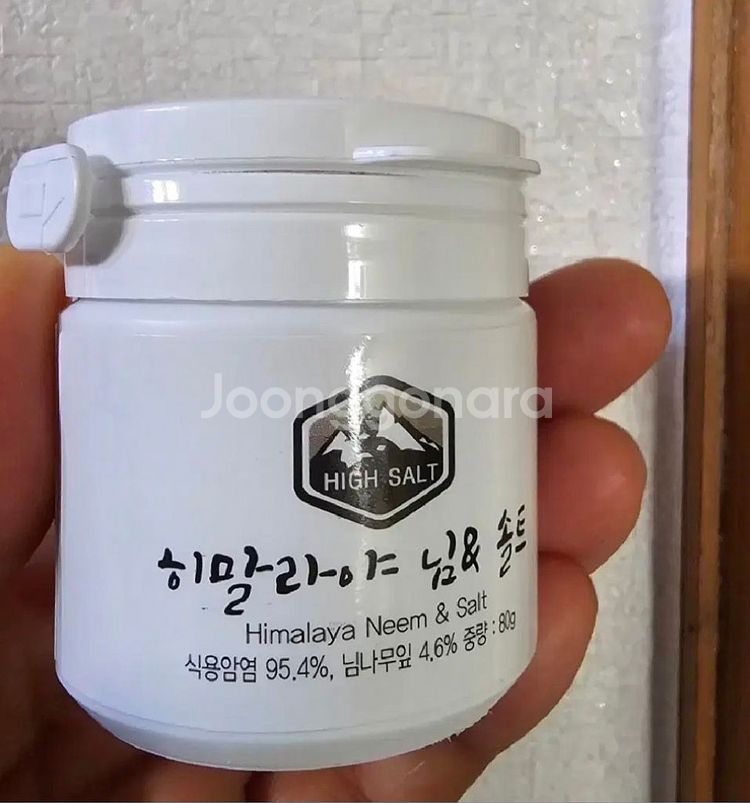 Joonggonara
HIGH SALT
히말라야 님& 솔트
Himalaya Neem & Salt
식용암염 95.4%, 님나무잎 4.6% 중량 : 80g